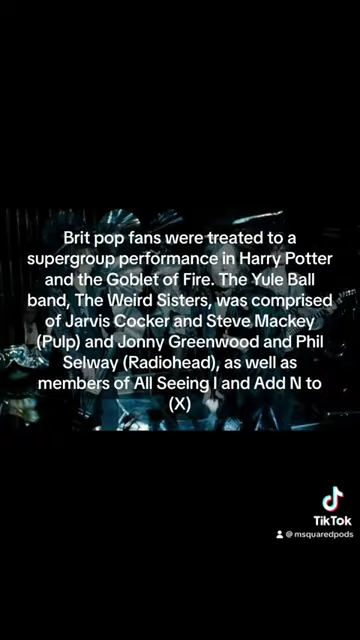 Brit pop fans were treated to a
supergroup performance in Harry Potter
and the Goblet of Fire. The Yule Ball
band, The Weird Sisters, was comprised
of Jarvis Cocker and Steve Mackey
(Pulp) and Jonny Greenwood and Phil
Selway (Radiohead), as well as
members of All Seeing I and Add N to
(X)
TikTok
@msquaredpods